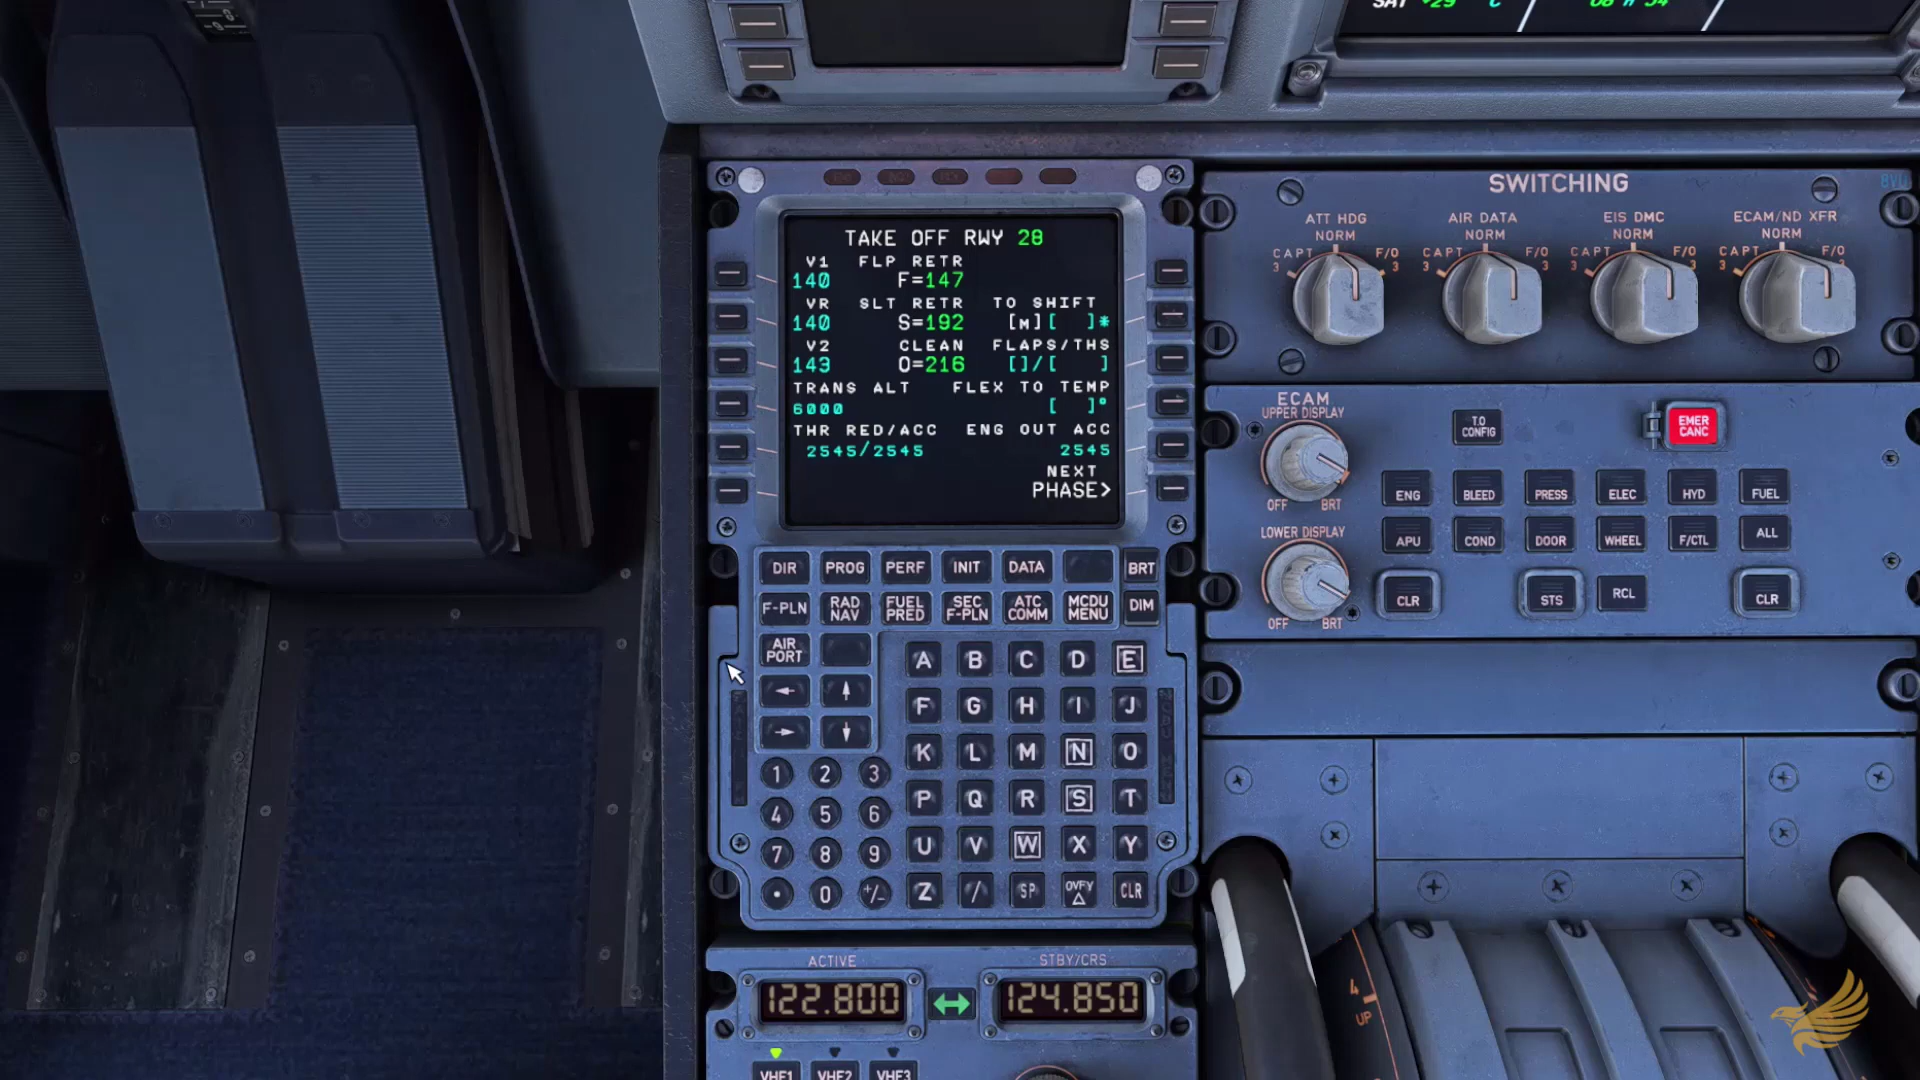 SAT +29 °C
TAKE OFF RWY 28
V1 FLP RETR
140 F=147
VR SLT RETR TO SHIFT
140 S=192 [M][ ]*
V2 CLEAN FLAPS/THS
143 O=216 []/[ ]
TRANS ALT FLEX TO TEMP
6000 [ ]°
THR RED/ACC ENG OUT ACC
2545/2545 2545
NEXT
PHASE>
DIR PROG PERF INIT DATA BRT
F-PLN RAD NAV FUEL PRED SEC F-PLN ATC COMM MCDU MENU DIM
AIR PORT
A B C D E
← ↑ F G H I J
→ ↓ K L M N O
1 2 3
P Q R S T
4 5 6
U V W X Y
7 8 9
Z / SP OVFY △ CLR
. 0 +/-
ACTIVE STBY/CRS
122.800 124.850
VHF1 VHF2 VHF3
SWITCHING
8VU
ATT HDG AIR DATA EIS DMC ECAM/ND XFR
NORM NORM NORM NORM
CAPT F/O CAPT F/O CAPT F/O CAPT F/O
3 3 3 3 3 3 3 3
ECAM
UPPER DISPLAY
OFF BRT
T.O CONFIG
EMER CANC
ENG BLEED PRESS ELEC HYD FUEL
LOWER DISPLAY
OFF BRT
APU COND DOOR WHEEL F/CTL ALL
CLR STS RCL CLR
4
UP